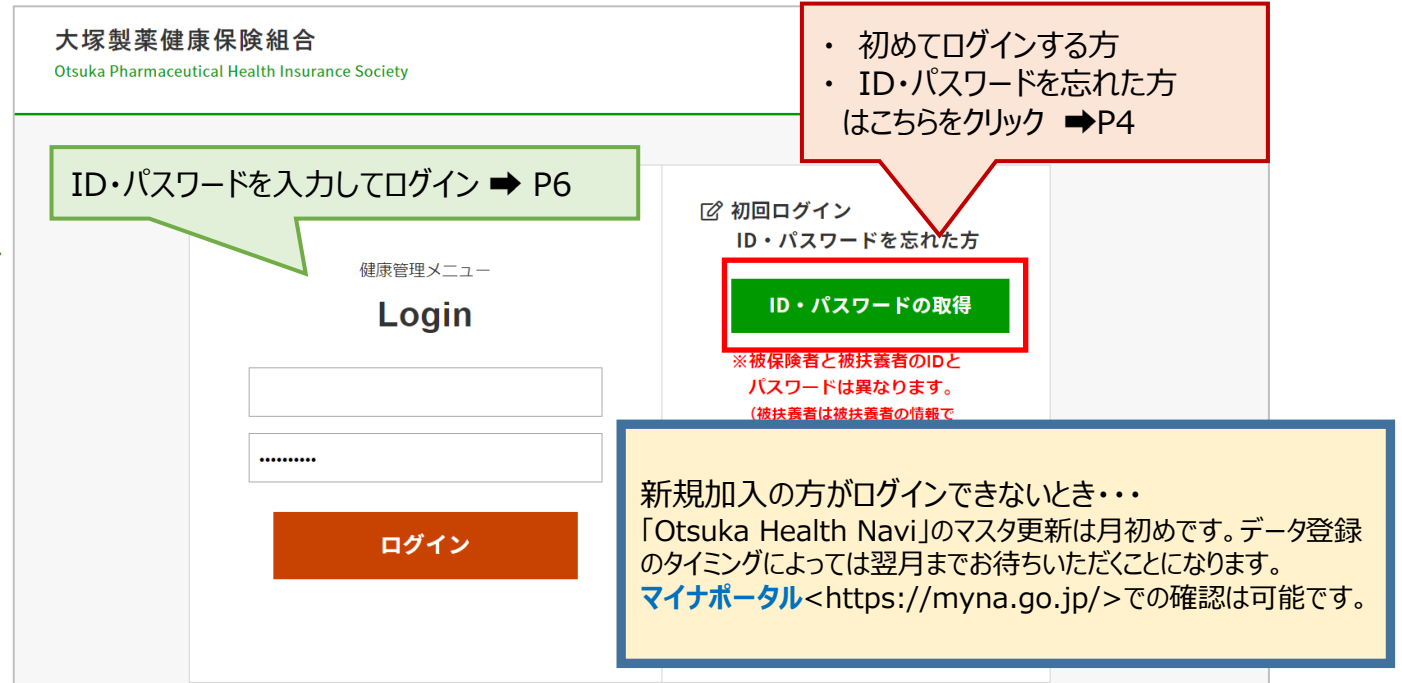 大塚製薬健康保険組合
Otsuka Pharmaceutical Health Insurance Society
・ 初めてログインする方
・ ID・パスワードを忘れた方
はこちらをクリック ➡P4
ID・パスワードを入力してログイン ➡ P6
健康管理メニュー
Login
••••••••••
ログイン
初回ログイン
ID・パスワードを忘れた方
ID・パスワードの取得
※被保険者と被扶養者のIDと
パスワードは異なります。
（被扶養者は被扶養者の情報で
新規加入の方がログインできないとき・・・
「Otsuka Health Navi」のマスタ更新は月初めです。データ登録
のタイミングによっては翌月までお待ちいただくことになります。
マイナポータル<https://myna.go.jp/>での確認は可能です。